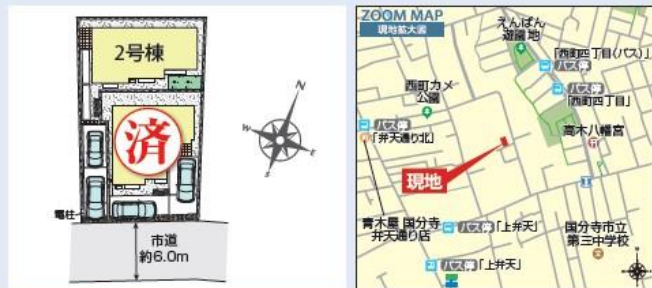 2号棟
済
電柱
市道
約6.0m
N
W
E
S
ZOOM MAP
現地拡大図
えんぱん
遊園地
「西町四丁目(バス)」
バス停
バス停
「西町四丁目」
西町カメ
公園
バス停
「弁天通り北」
高木八幡宮
現地
青木屋 国分寺
弁天通り店
バス停「上弁天」
国分寺市立
第三中学校
バス停「上弁天」